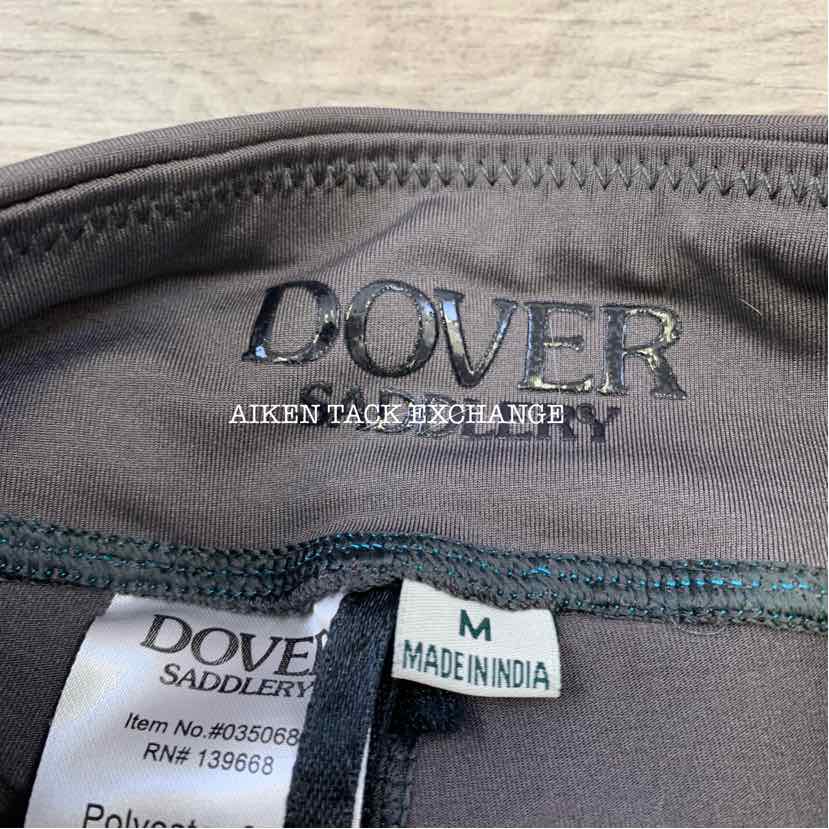 DOVER
SADDLERY
AIKEN TACK EXCHANGE
M
MADE IN INDIA
DOVER
SADDLERY
Item No.#035068
RN# 139668